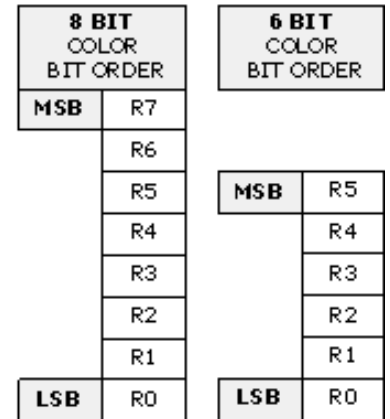 8 BIT
COLOR
BIT ORDER
MSB R7
R6
R5
R4
R3
R2
R1
LSB R0
6 BIT
COLOR
BIT ORDER
MSB R5
R4
R3
R2
R1
LSB R0